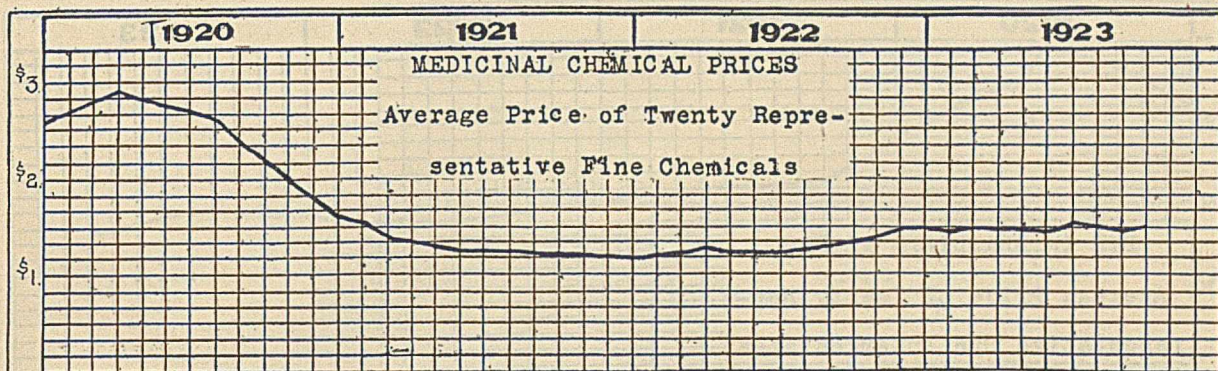 1920 1921 1922 1923
MEDICINAL CHEMICAL PRICES
$3.
Average Price of Twenty Repre-
sentative Fine Chemicals
$2.
$1.